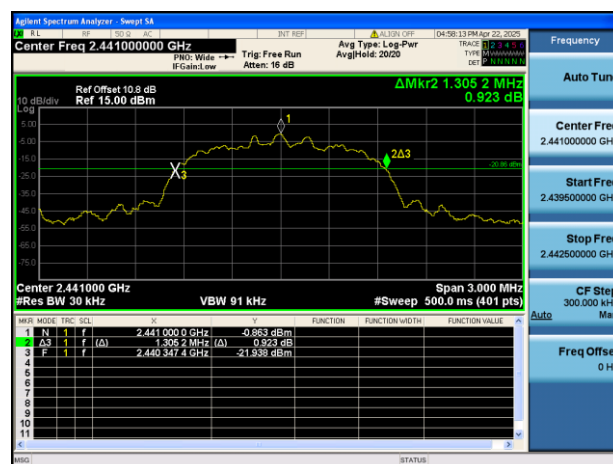 Agilent Spectrum Analyzer - Swept SA
RL RF 50 Ω AC INT REF ALIGN OFF 04:58:13 PM Apr 22, 2025
Center Freq 2.441000000 GHz
PNO: Wide
IFGain:Low
Trig: Free Run
Atten: 16 dB
Avg Type: Log-Pwr
Avg|Hold: 20/20
TRACE 1 2 3 4 5 6
TYPE MWWWWW
DET P N N N N N
Frequency
Auto Tun
Center Fre
2.441000000 GH
Start Fre
2.439500000 GH
Stop Fre
2.442500000 GH
CF Step
300.000 kH
Auto Ma
Freq Offse
0 H
Ref Offset 10.8 dB
10 dB/div Ref 15.00 dBm
Log
ΔMkr2 1.305 2 MHz
0.923 dB
5.00
-5.00
-15.0
-25.0
-35.0
-45.0
-55.0
-65.0
-75.0
1
2Δ3
3
-20.86 dBm
Center 2.441000 GHz Span 3.000 MHz
#Res BW 30 kHz VBW 91 kHz #Sweep 500.0 ms (401 pts)
MKR MODE TRC SCL X Y FUNCTION FUNCTION WIDTH FUNCTION VALUE
1 N 1 f 2.441 000 0 GHz -0.863 dBm
2 Δ3 1 f (Δ) 1.305 2 MHz (Δ) 0.923 dB
3 F 1 f 2.440 347 4 GHz -21.938 dBm
4
5
6
7
8
9
10
11
MSG STATUS